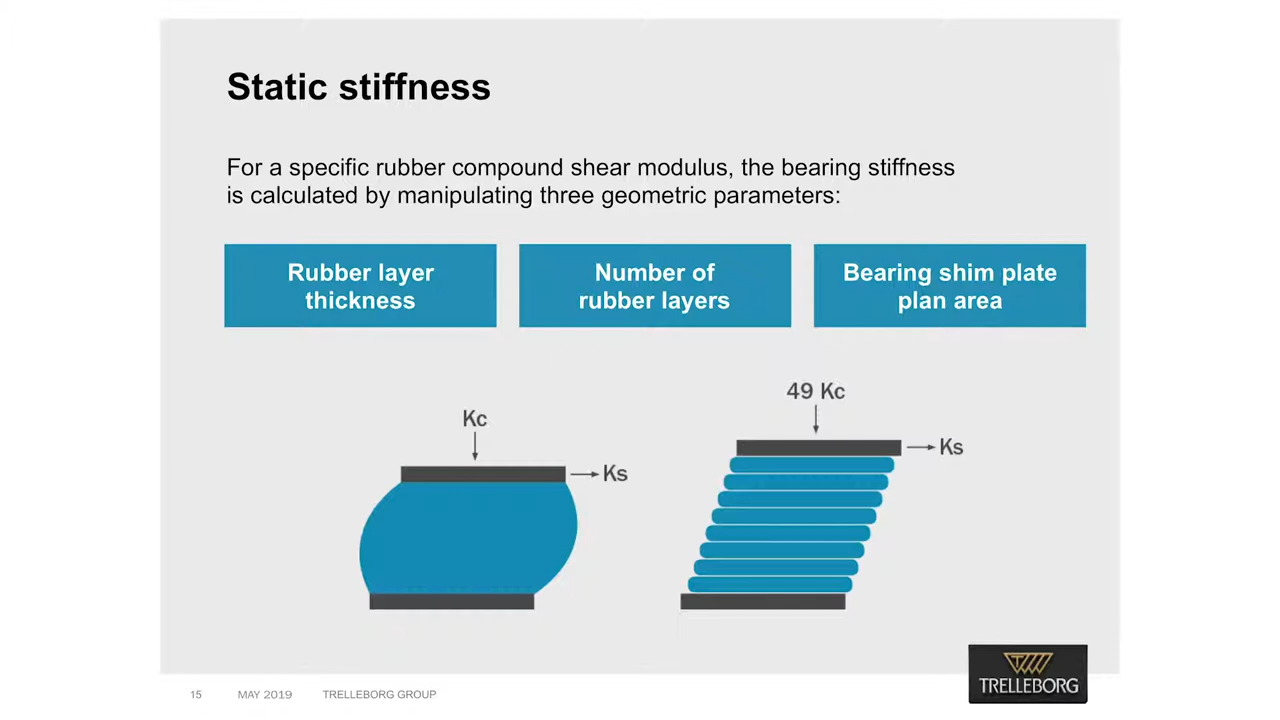 Static stiffness
For a specific rubber compound shear modulus, the bearing stiffness
is calculated by manipulating three geometric parameters:
Rubber layer
thickness
Number of
rubber layers
Bearing shim plate
plan area
Kc
Ks
49 Kc
Ks
TRELLEBORG
15 MAY 2019 TRELLEBORG GROUP